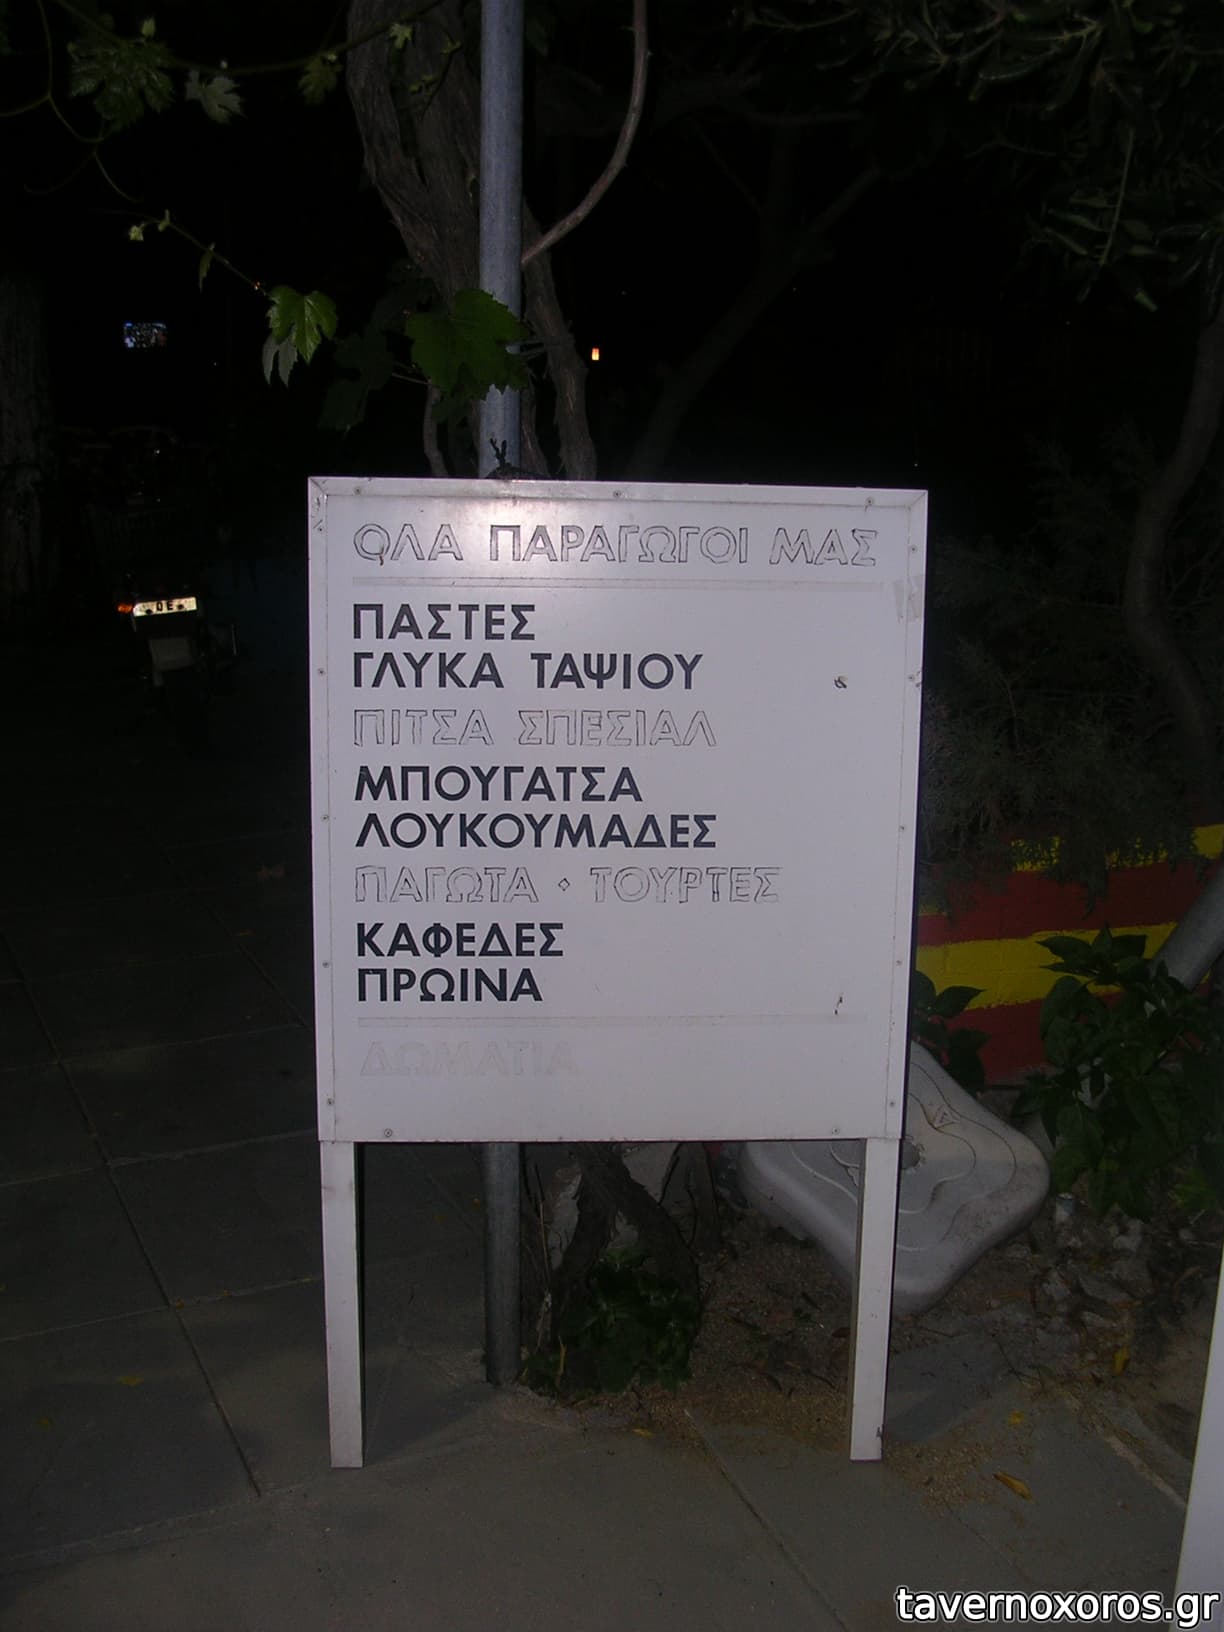 ΟΛΑ ΠΑΡΑΓΩΓΟΙ ΜΑΣ
ΠΑΣΤΕΣ
ΓΛΥΚΑ ΤΑΨΙΟΥ
ΠΙΤΣΑ ΣΠΕΣΙΑΛ
ΜΠΟΥΓΑΤΣΑ
ΛΟΥΚΟΥΜΑΔΕΣ
ΠΑΓΩΤΑ • ΤΟΥΡΤΕΣ
ΚΑΦΕΔΕΣ
ΠΡΩΙΝΑ
ΔΩΜΑΤΙΑ
tavernoxoros.gr